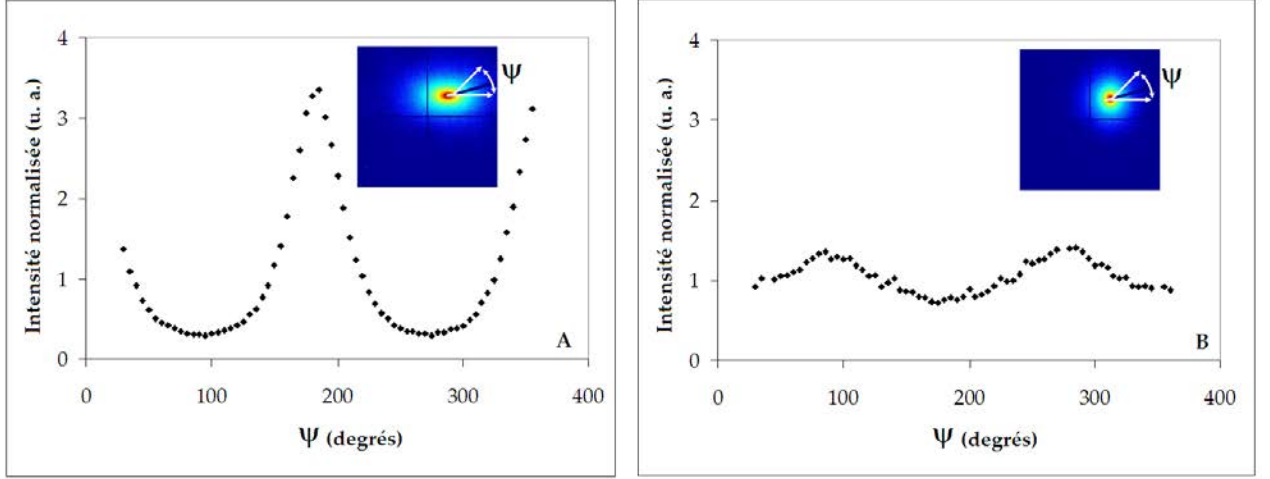 Intensité normalisée (u. a.)
4
3
2
1
0
0
100
200
300
400
Ψ (degrés)
Ψ
A
Intensité normalisée (u. a.)
4
3
2
1
0
0
100
200
300
400
Ψ (degrés)
Ψ
B